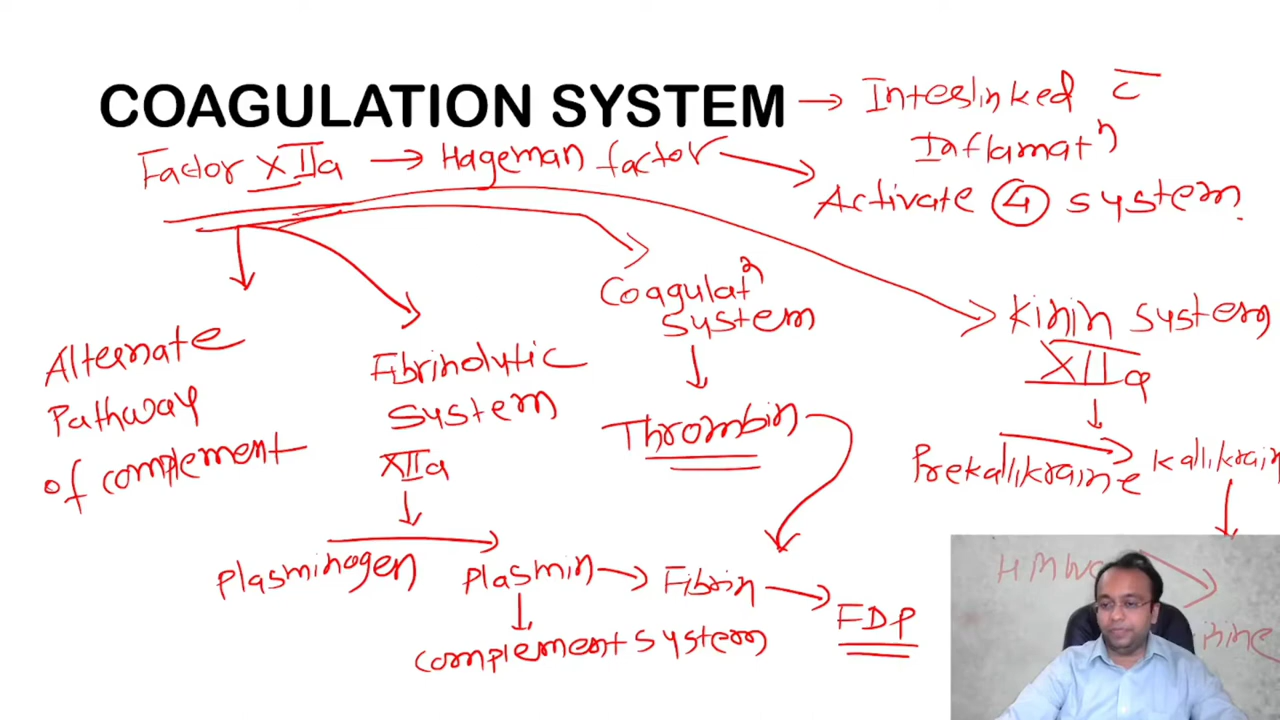 COAGULATION SYSTEM → Interlinked c̅
Inflamatⁿ
Factor XIIa → Hageman factor
Activate ④ system
Coagulatⁿ
system
Kinin system
XIIa
Alternate
Pathway
of complement
Fibrinolytic
system
XIIa
Thrombin
Prekallikraine kallikrain
Plasminogen Plasmin → Fibrin → FDP
complement system